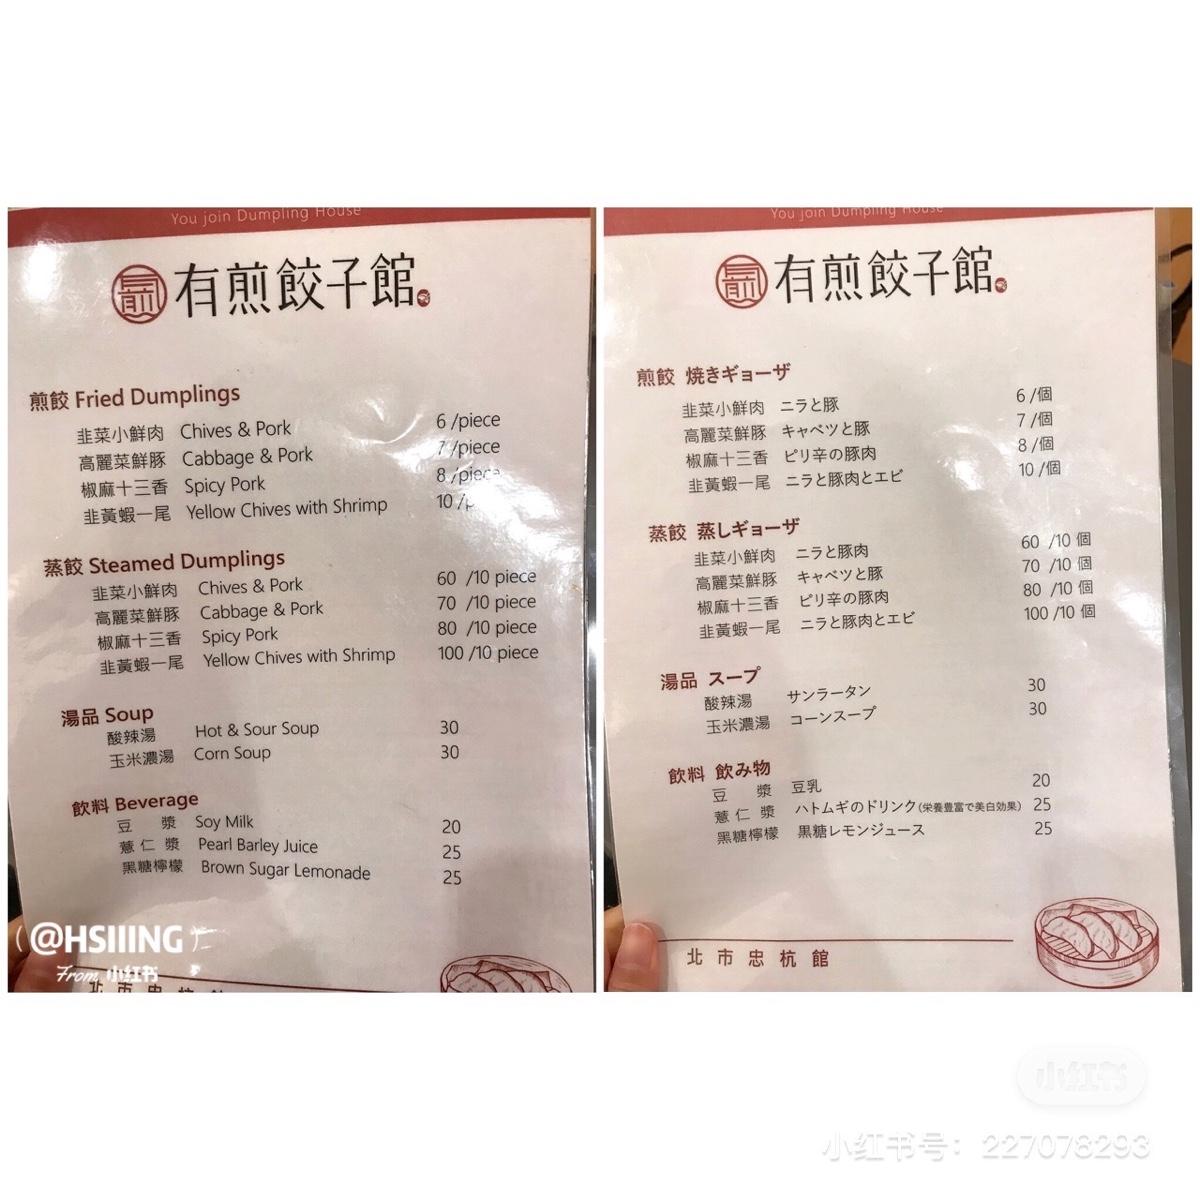 You join Dumpling House
有煎餃子館
煎餃 Fried Dumplings
韭菜小鮮肉 Chives & Pork 6 /piece
高麗菜鮮豚 Cabbage & Pork 7 /piece
椒麻十三香 Spicy Pork 8 /piece
韭黃蝦一尾 Yellow Chives with Shrimp 10 /p
蒸餃 Steamed Dumplings
韭菜小鮮肉 Chives & Pork 60 /10 piece
高麗菜鮮豚 Cabbage & Pork 70 /10 piece
椒麻十三香 Spicy Pork 80 /10 piece
韭黃蝦一尾 Yellow Chives with Shrimp 100 /10 piece
湯品 Soup
酸辣湯 Hot & Sour Soup 30
玉米濃湯 Corn Soup 30
飲料 Beverage
豆 漿 Soy Milk 20
薏 仁 漿 Pearl Barley Juice 25
黑糖檸檬 Brown Sugar Lemonade 25
@HSIIING
From 小红书
北 市 忠 杭 館
You join Dumpling House
有煎餃子館
煎餃 焼きギョーザ
韭菜小鮮肉 ニラと豚 6 /個
高麗菜鮮豚 キャベツと豚 7 /個
椒麻十三香 ピリ辛の豚肉 8 /個
韭黃蝦一尾 ニラと豚肉とエビ 10 /個
蒸餃 蒸しギョーザ
韭菜小鮮肉 ニラと豚肉 60 /10 個
高麗菜鮮豚 キャベツと豚 70 /10 個
椒麻十三香 ピリ辛の豚肉 80 /10 個
韭黃蝦一尾 ニラと豚肉とエビ 100 /10 個
湯品 スープ
酸辣湯 サンラータン 30
玉米濃湯 コーンスープ 30
飲料 飲み物
豆 漿 豆乳 20
薏 仁 漿 ハトムギのドリンク(栄養豊富で美白効果) 25
黑糖檸檬 黒糖レモンジュース 25
北 市 忠 杭 館
小红书
小红书号：227078293